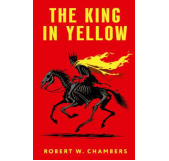 THE KING
IN YELLOW
ROBERT W. CHAMBERS